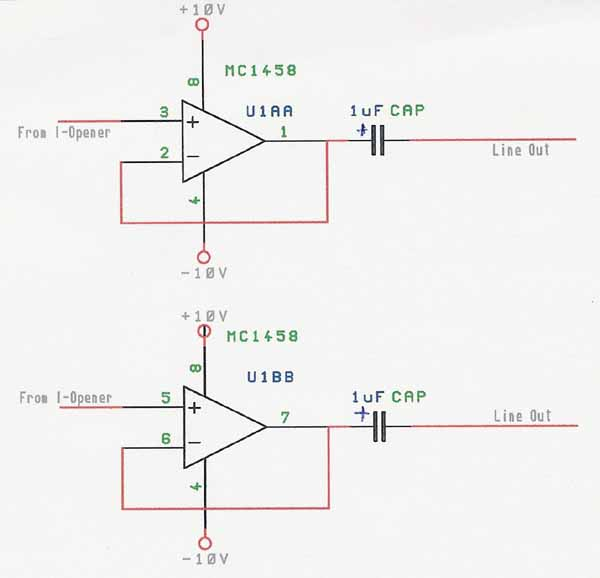 +10V
8
MC1458
U1AA
3
+
From I-Opener
2
−
1
1uF CAP
+
Line Out
4
-10V
+10V
8
MC1458
U1BB
From I-Opener
5
+
6
−
7
1uF CAP
+
Line Out
4
-10V